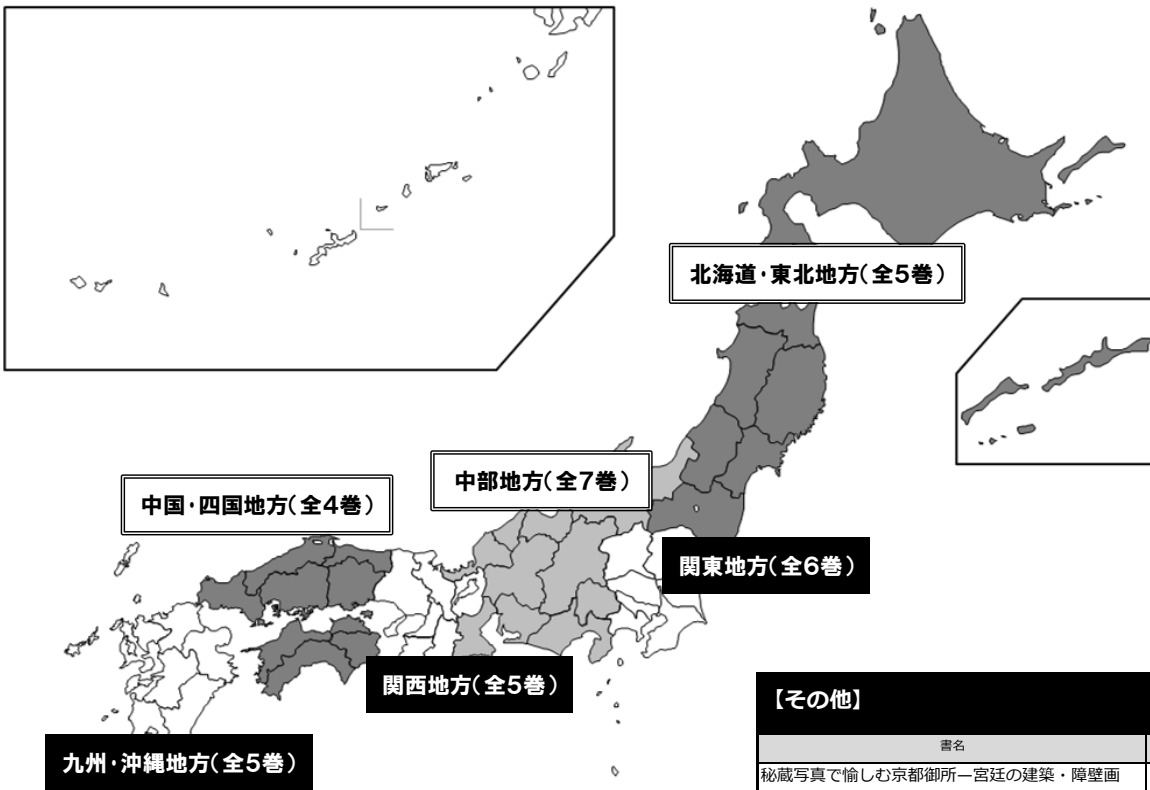 北海道・東北地方(全5巻)
中部地方(全7巻)
中国・四国地方(全4巻)
関東地方(全6巻)
関西地方(全5巻)
九州・沖縄地方(全5巻)
【その他】
書名
秘蔵写真で愉しむ京都御所―宮廷の建築・障壁画